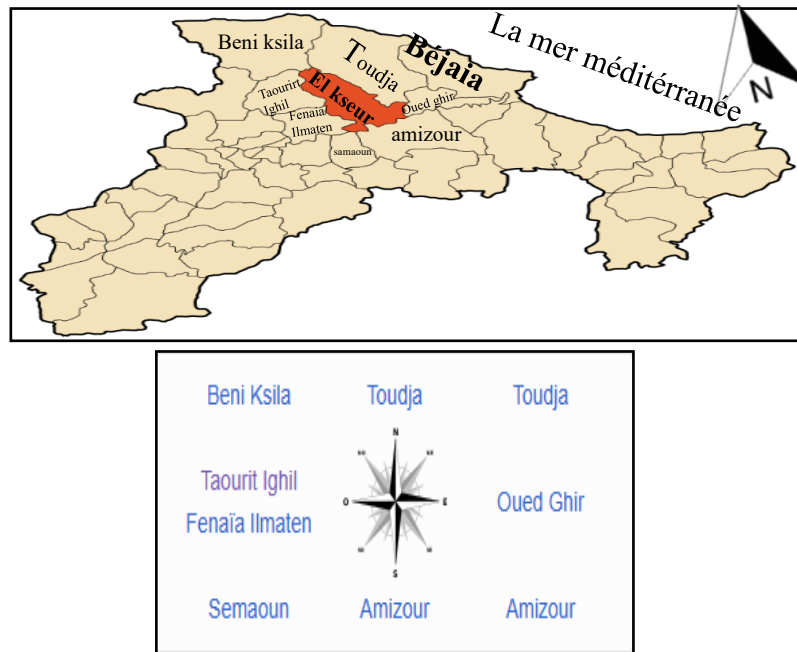 La mer méditérranée
N
Béjaia
Beni ksila
Toudja
El kseur
Taourirt
Ighil
Oued ghir
Fenaia
Ilmaten
amizour
samaoun
Beni Ksila
Toudja
Toudja
N
Taourit Ighil
O
E
Oued Ghir
Fenaïa Ilmaten
S
Semaoun
Amizour
Amizour